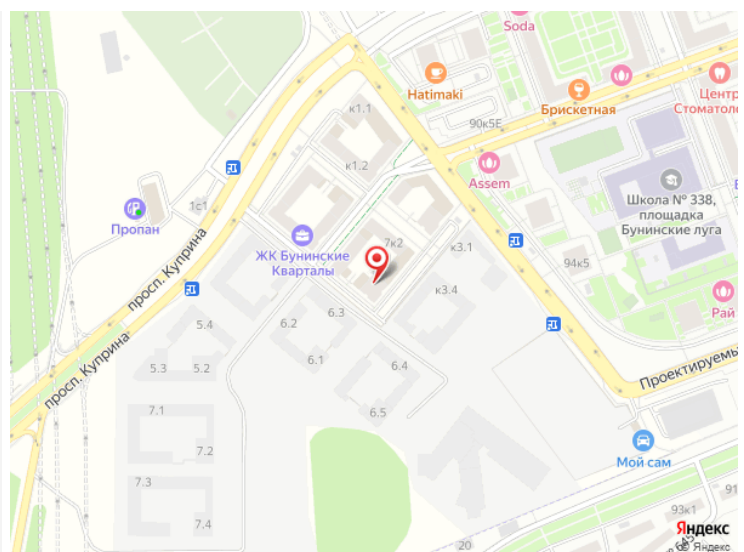 Soda
Hatimaki
Брискетная
Центр
Стоматоло
к1.1
90к5Е
к1.2
Assem
Школа № 338,
площадка
Бунинские луга
1с1
Пропан
ЖК Бунинские
Кварталы
7к2
к3.1
94к5
к3.4
просп. Куприна
Рай
6.3
6.2
5.4
6.1
6.4
5.3
5.2
просп. Куприна
Проектируемы
6.5
7.1
7.2
Мой сам
7.3
7.4
20
93к1
91
Яндекс
© Яндекс